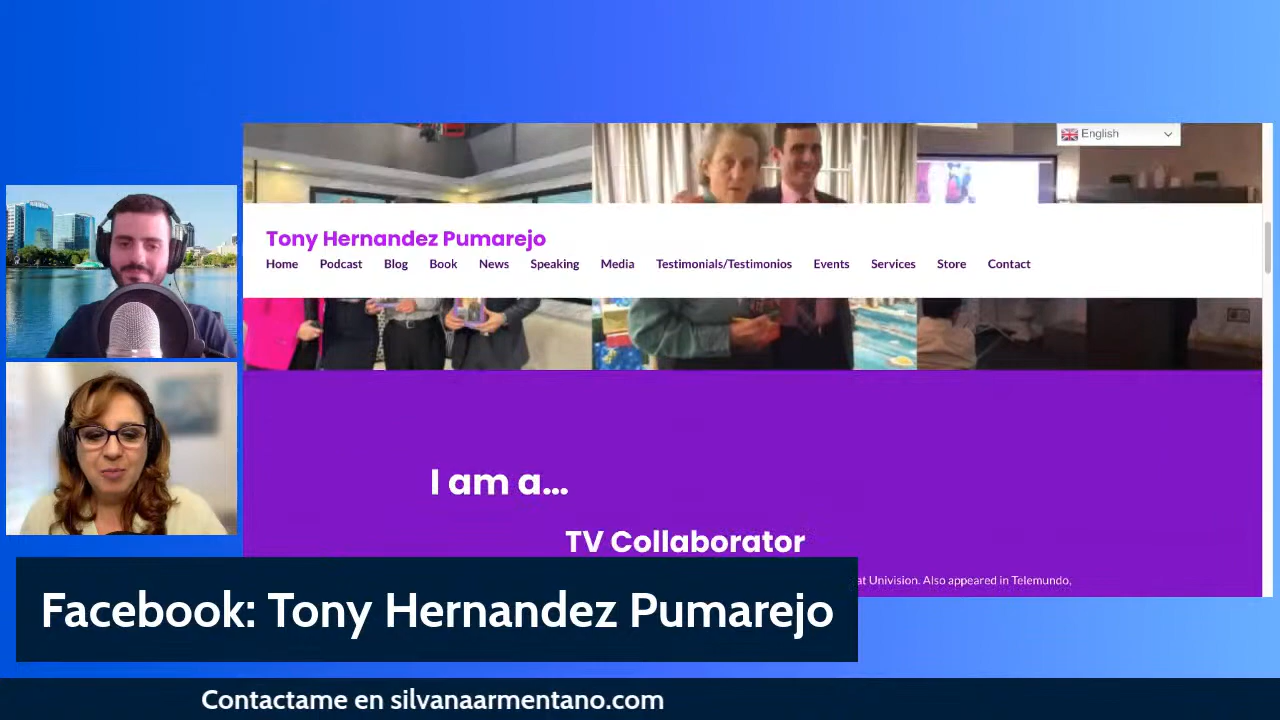 English
Tony Hernandez Pumarejo
Home Podcast Blog Book News Speaking Media Testimonials/Testimonios Events Services Store Contact
I am a...
TV Collaborator
at Univision. Also appeared in Telemundo,
Facebook: Tony Hernandez Pumarejo
Contactame en silvanaarmentano.com